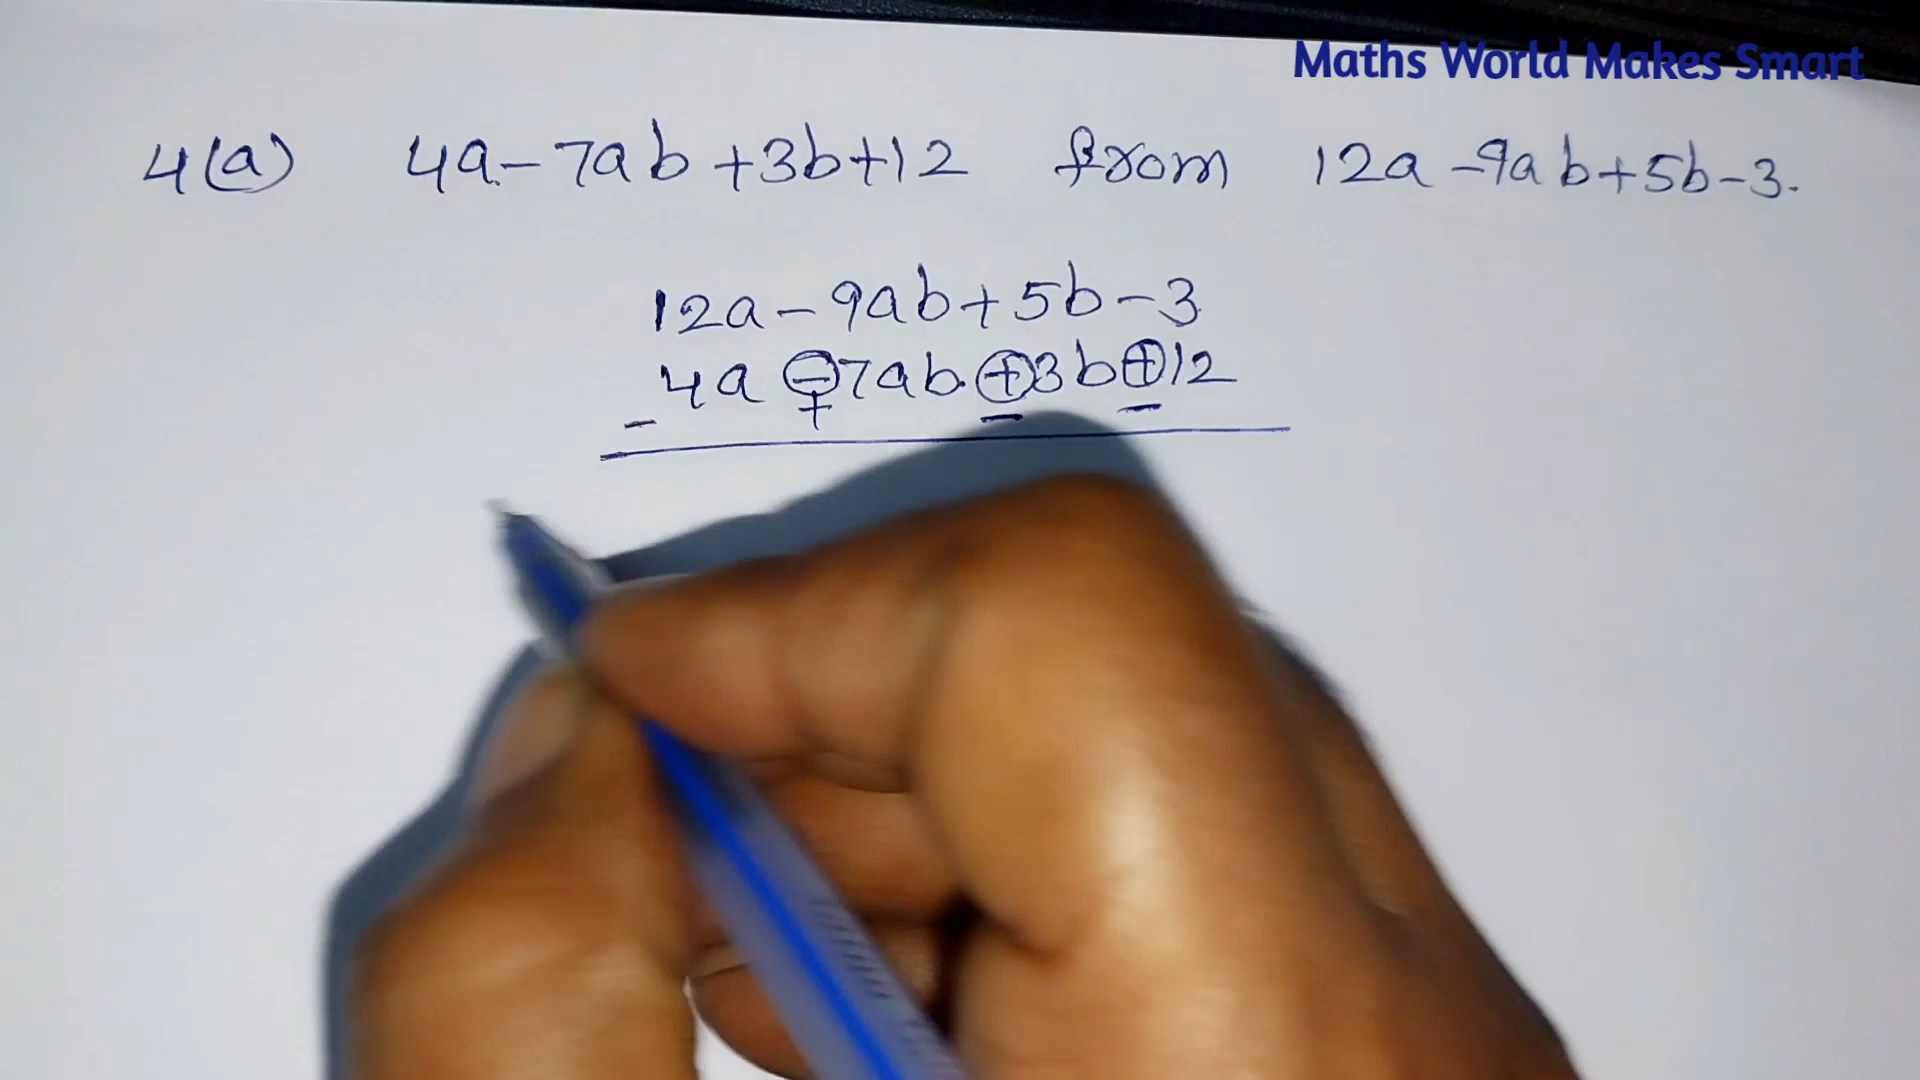 Maths World Makes Smart
4(a) 4a-7ab+3b+12 from 12a-9ab+5b-3.
12a-9ab+5b-3
4a ⊖7ab ⊕3b⊕12
- + - -